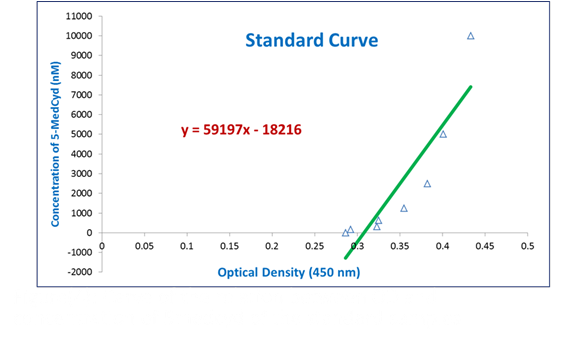 Standard Curve
Concentration of 5-MedCyd (nM)
11000
10000
9000
8000
7000
6000
5000
4000
3000
2000
1000
0
-1000
-2000
y = 59197x - 18216
0 0.05 0.1 0.15 0.2 0.25 0.3 0.35 0.4 0.45 0.5
Optical Density (450 nm)